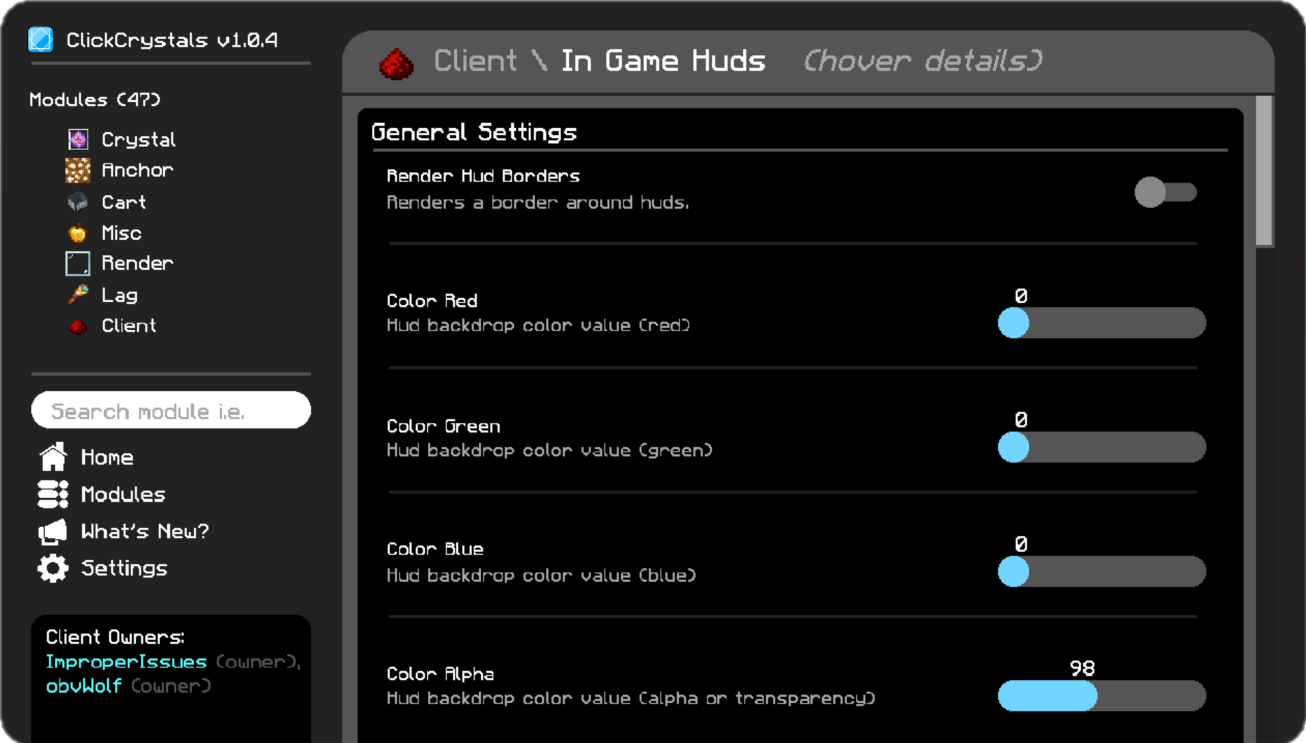 ClickCrystals v1.0.4
Modules (47)
Crystal
Anchor
Cart
Misc
Render
Lag
Client
Search module i.e.
Home
Modules
What's New?
Settings
Client Owners:
ImproperIssues (owner),
obvWolf (owner)
Client \ In Game Huds (hover details)
General Settings
Render Hud Borders
Renders a border around huds.
Color Red
Hud backdrop color value (red)
0
Color Green
Hud backdrop color value (green)
0
Color Blue
Hud backdrop color value (blue)
0
Color Alpha
Hud backdrop color value (alpha or transparency)
98